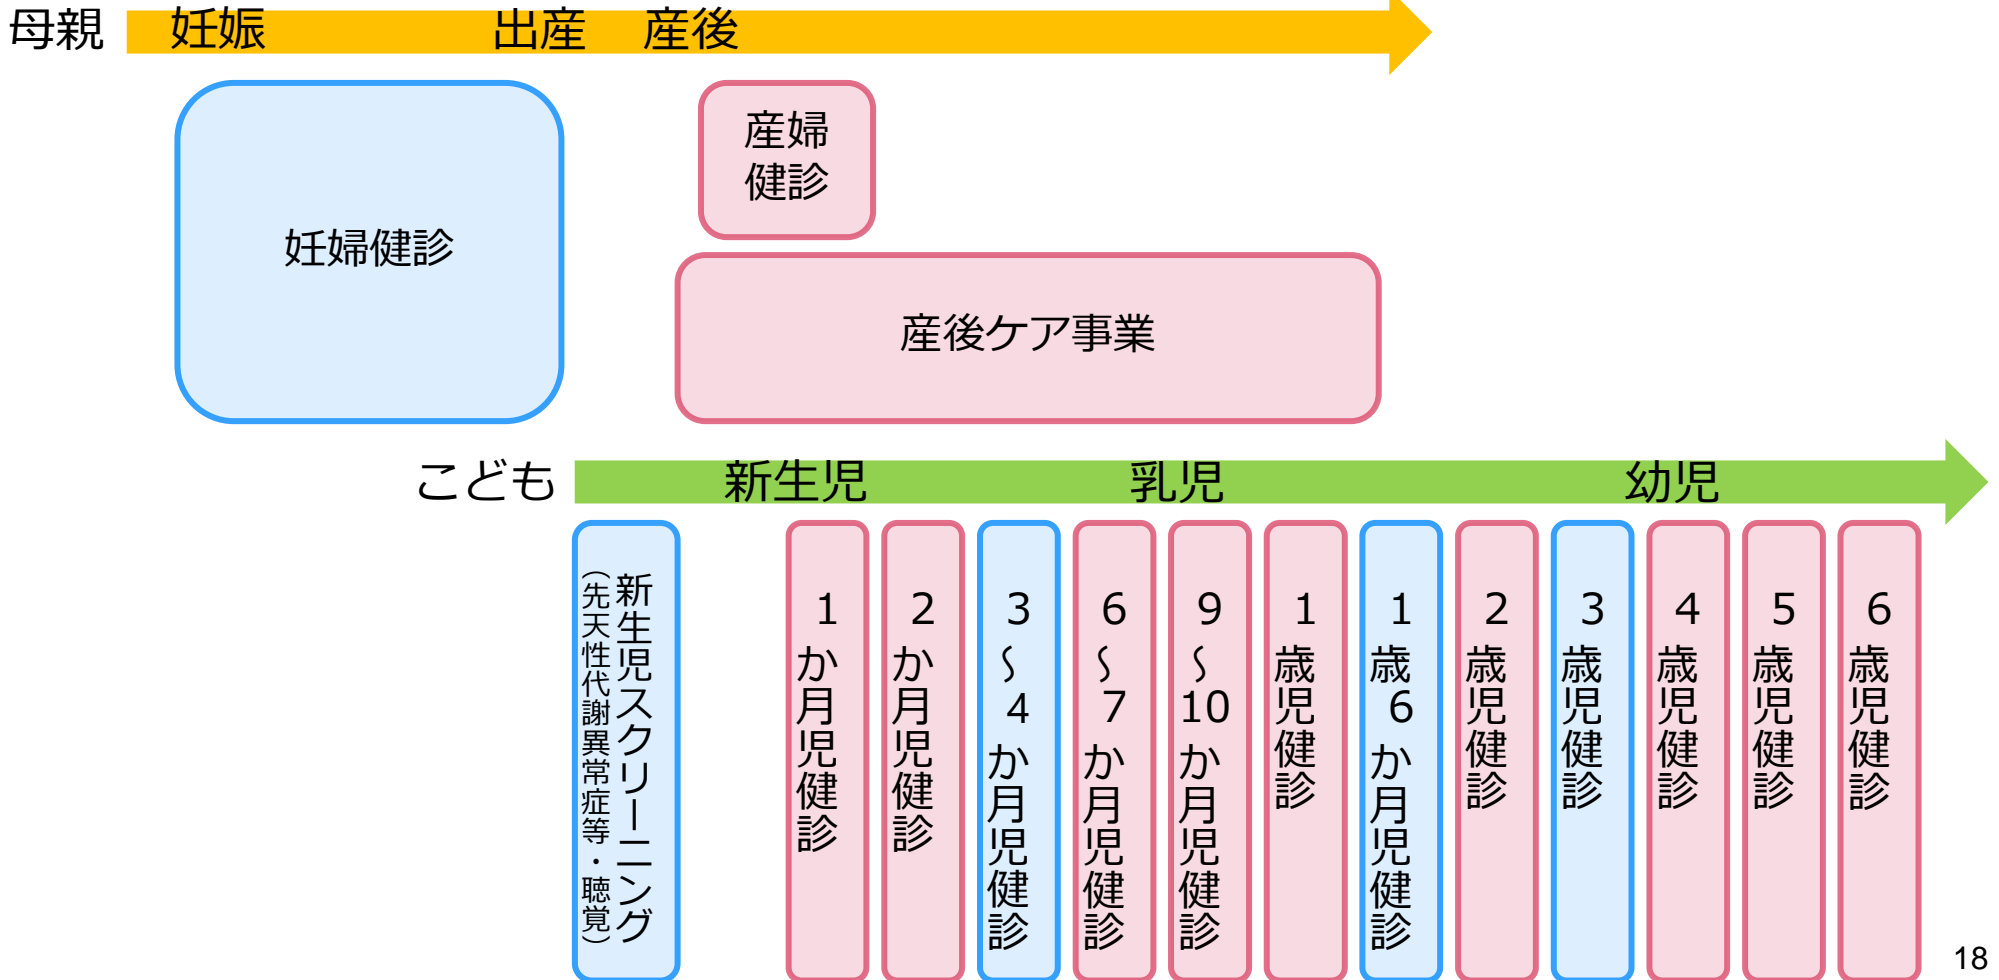 母親
妊娠
出産
産後
妊婦健診
産婦
健診
産後ケア事業
こども
新生児
乳児
幼児
新生児スクリーニング
（先天性代謝異常症等・聴覚）
1か月児健診
2か月児健診
3～4か月児健診
6～7か月児健診
9～10か月児健診
1歳児健診
1歳6か月児健診
2歳児健診
3歳児健診
4歳児健診
5歳児健診
6歳児健診
18